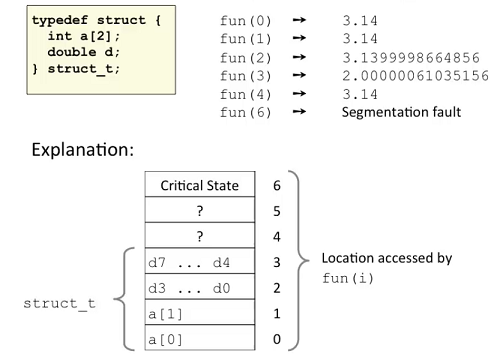 typedef struct {
int a[2];
double d;
} struct_t;
fun(0) → 3.14
fun(1) → 3.14
fun(2) → 3.1399998664856
fun(3) → 2.00000061035156
fun(4) → 3.14
fun(6) → Segmentation fault
Explanation:
Critical State 6
? 5
? 4
d7 ... d4 3
d3 ... d0 2
a[1] 1
a[0] 0
struct_t
Location accessed by
fun(i)